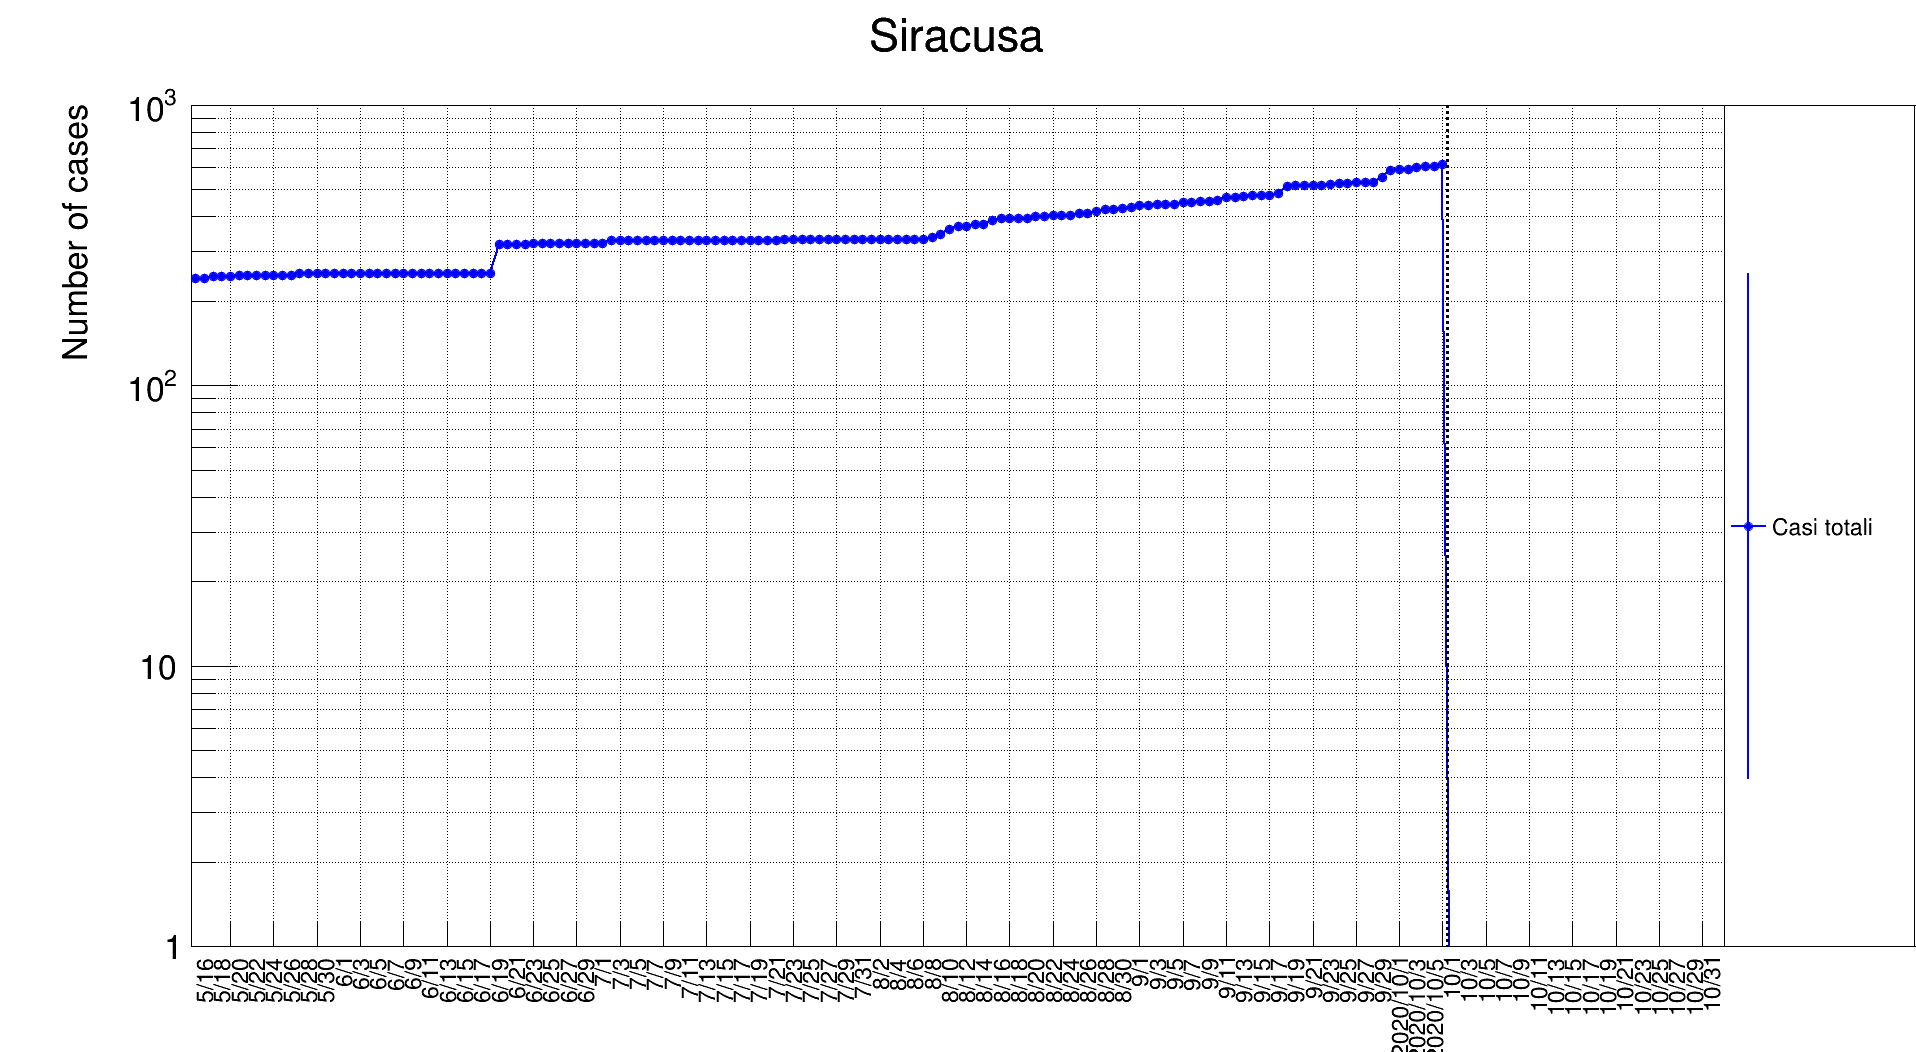 Siracusa
Number of cases
10³
10²
10
1
5/16 5/18 5/20 5/22 5/24 5/26 5/28 5/30 6/1 6/3 6/5 6/7 6/9 6/11 6/13 6/15 6/17 6/19 6/21 6/23 6/25 6/27 6/29 7/1 7/3 7/5 7/7 7/9 7/11 7/13 7/15 7/17 7/19 7/21 7/23 7/25 7/27 7/29 7/31 8/2 8/4 8/6 8/8 8/10 8/12 8/14 8/16 8/18 8/20 8/22 8/24 8/26 8/28 8/30 9/1 9/3 9/5 9/7 9/9 9/11 9/13 9/15 9/17 9/19 9/21 9/23 9/25 9/27 9/29 2020/10/1 2020/10/3 2020/10/5 10/1 10/3 10/5 10/7 10/9 10/11 10/13 10/15 10/17 10/19 10/21 10/23 10/25 10/27 10/29 10/31
Casi totali